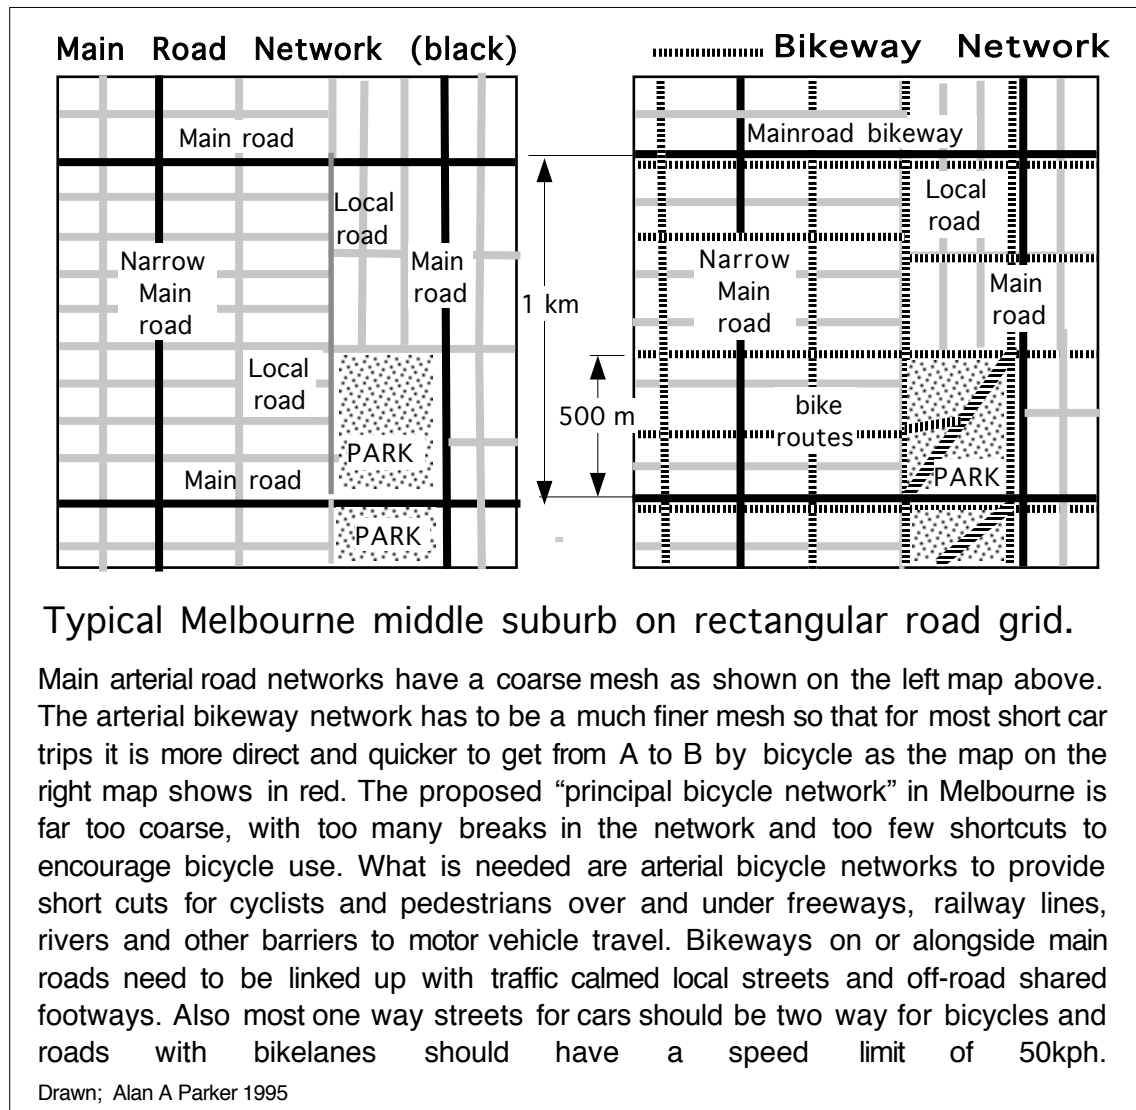 Main Road Network (black)
Bikeway Network
Main road
Local
road
Narrow
Main
road
Main
road
Local
road
PARK
Main road
PARK
1 km
500 m
Mainroad bikeway
Local
road
Narrow
Main
road
Main
road
bike
routes
PARK
Typical Melbourne middle suburb on rectangular road grid.
Main arterial road networks have a coarse mesh as shown on the left map above.
The arterial bikeway network has to be a much finer mesh so that for most short car
trips it is more direct and quicker to get from A to B by bicycle as the map on the
right map shows in red. The proposed “principal bicycle network” in Melbourne is
far too coarse, with too many breaks in the network and too few shortcuts to
encourage bicycle use. What is needed are arterial bicycle networks to provide
short cuts for cyclists and pedestrians over and under freeways, railway lines,
rivers and other barriers to motor vehicle travel. Bikeways on or alongside main
roads need to be linked up with traffic calmed local streets and off-road shared
footways. Also most one way streets for cars should be two way for bicycles and
roads with bikelanes should have a speed limit of 50kph.
Drawn; Alan A Parker 1995